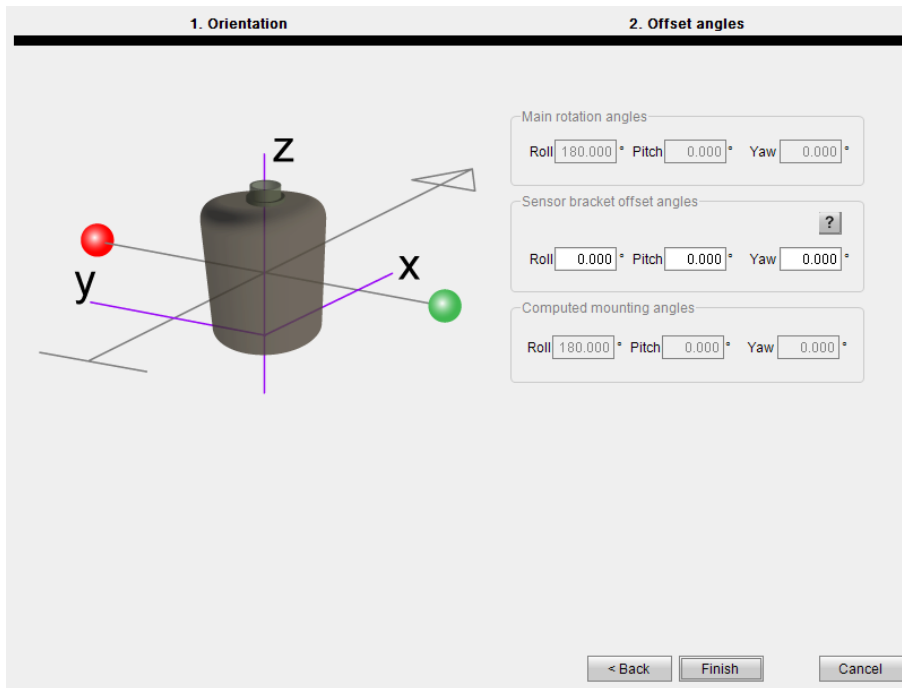 1. Orientation
2. Offset angles
z
x
y
Main rotation angles
Roll 180.000 ° Pitch 0.000 ° Yaw 0.000 °
Sensor bracket offset angles
?
Roll 0.000 ° Pitch 0.000 ° Yaw 0.000 °
Computed mounting angles
Roll 180.000 ° Pitch 0.000 ° Yaw 0.000 °
< Back Finish Cancel